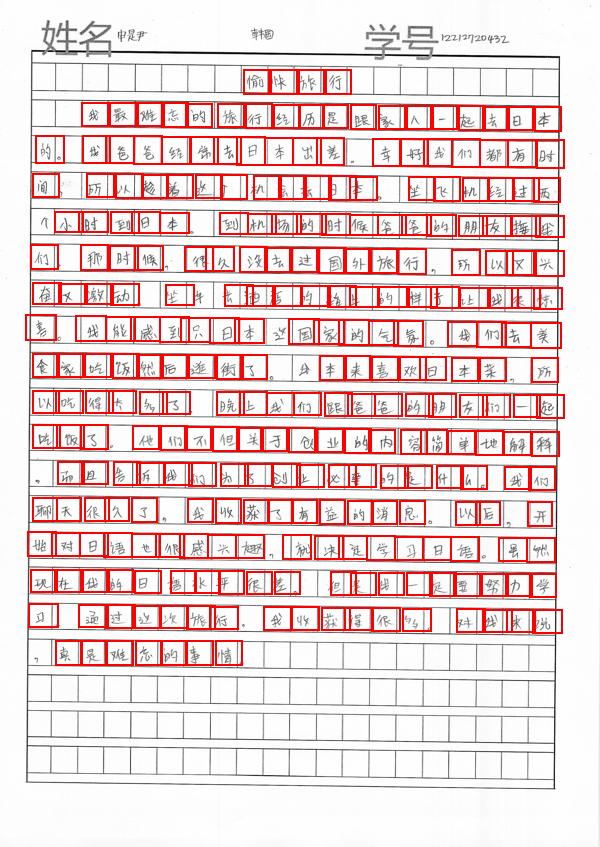 姓名 申是尹 韩国 学号 12212720432
愉快旅行
我最难忘的旅行经历是跟家人一起去日本
的。我爸爸经常去日本出差。幸好我们都有时
间，所以趁着这个机会去日本。坐飞机经过两
个小时到日本。到机场的时候爸爸的朋友接我
们。那时候，很久没去过国外旅行，所以又兴
奋又激动。坐车去酒店的路上的样子让我很惊
喜。我能感到只日本这国家的气氛。我们去美
食家吃饭然后逛街了。我本来喜欢日本菜，所
以吃得太多了。晚上我们跟爸爸的朋友们一起
吃饭了。他们不但关于创业的内容简单地解释
，而且告诉我们为了创业必要的是什么。我们
聊天很久了。我收获了有益的消息。以后，开
始对日语也很感兴趣。就决定学习日语。虽然
现在我的日语水平很差。但是我一定要努力学
习 通过这次旅行。我收获得很多 对我来说
，真是难忘的事情